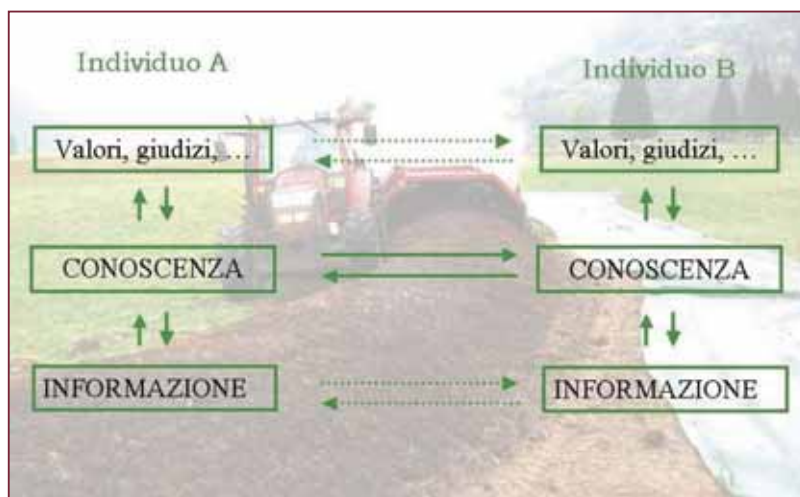 Individuo A
Individuo B
Valori, giudizi, ...
Valori, giudizi, ...
CONOSCENZA
CONOSCENZA
INFORMAZIONE
INFORMAZIONE